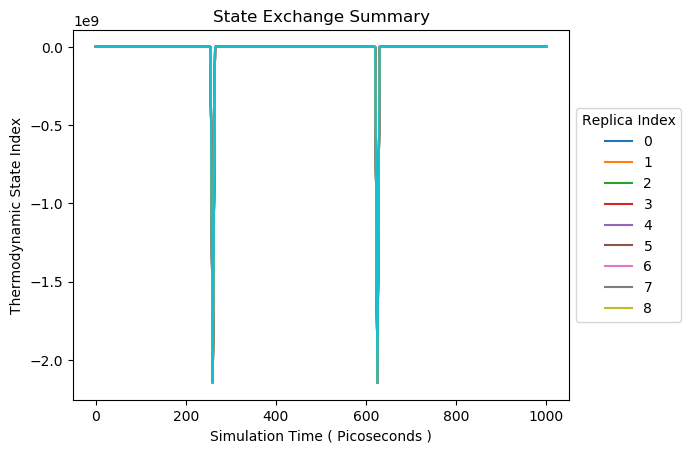 State Exchange Summary
1e9
0.0
−0.5
−1.0
−1.5
−2.0
Thermodynamic State Index
0 200 400 600 800 1000
Simulation Time ( Picoseconds )
Replica Index
0
1
2
3
4
5
6
7
8